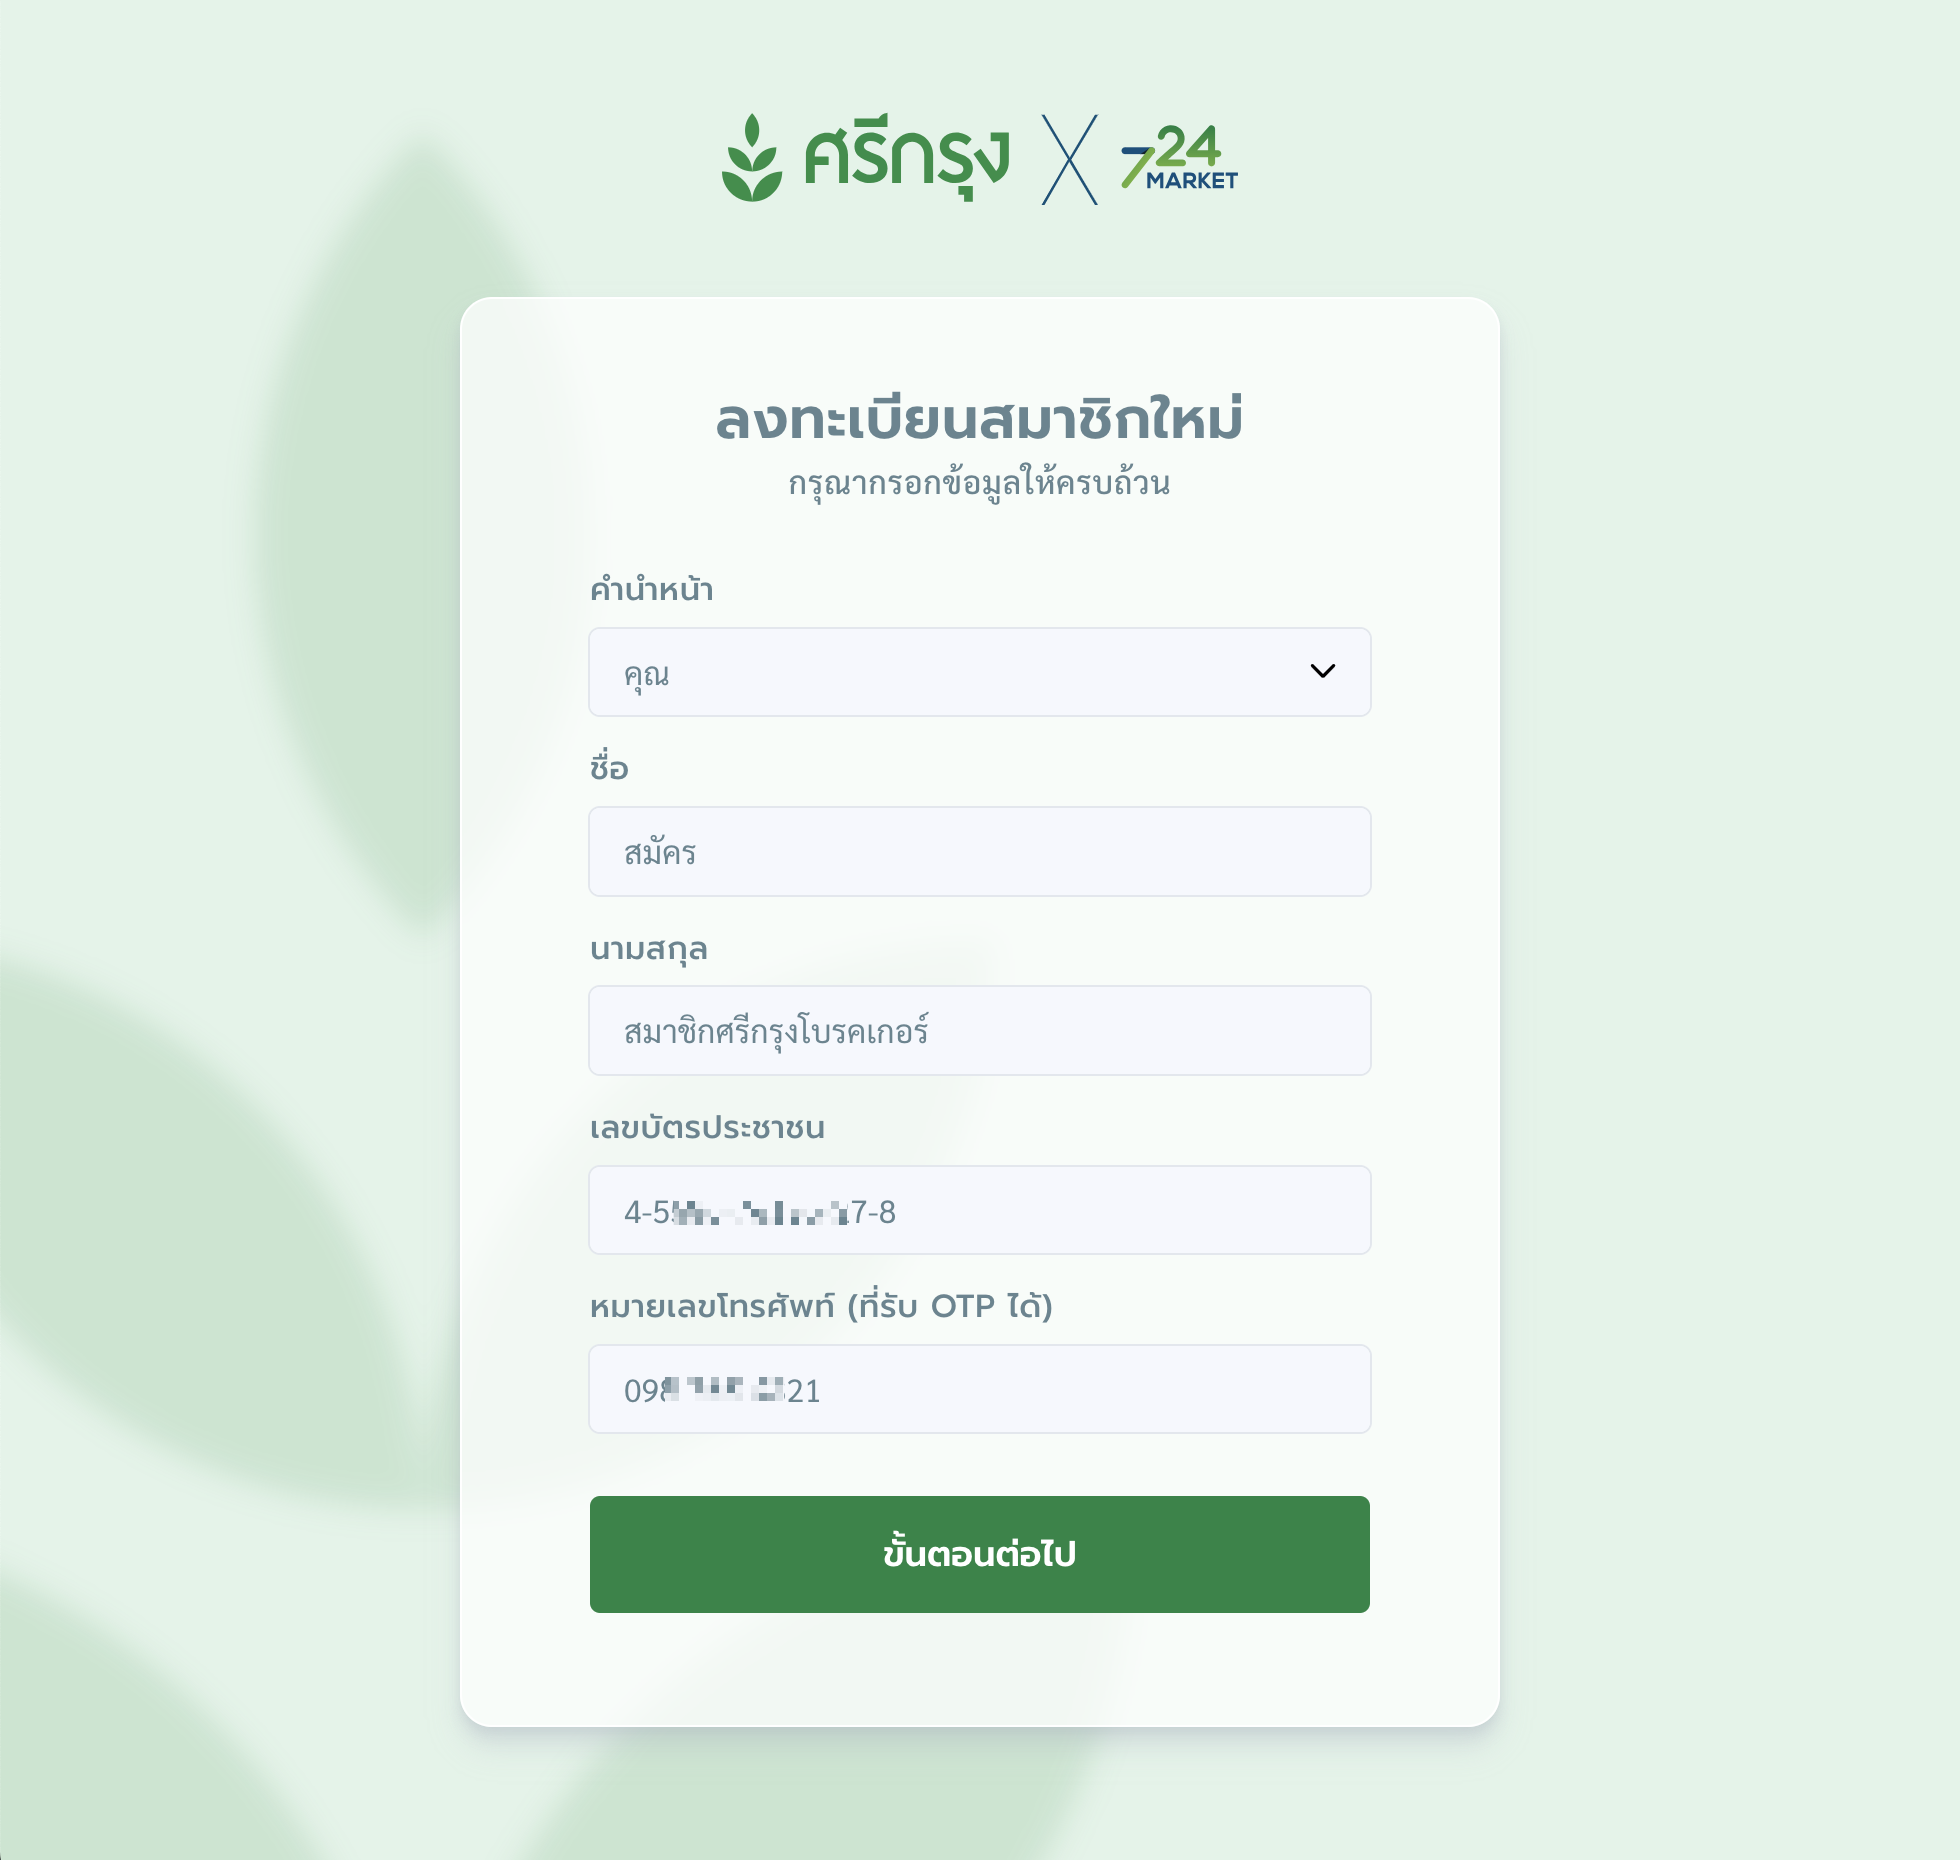 ศรีกรุง X 724 MARKET
ลงทะเบียนสมาชิกใหม่
กรุณากรอกข้อมูลให้ครบถ้วน
คำนำหน้า
คุณ
ชื่อ
สมัคร
นามสกุล
สมาชิกศรีกรุงโบรคเกอร์
เลขบัตรประชาชน
4-5 7-8
หมายเลขโทรศัพท์ (ที่รับ OTP ได้)
09 21
ขั้นตอนต่อไป